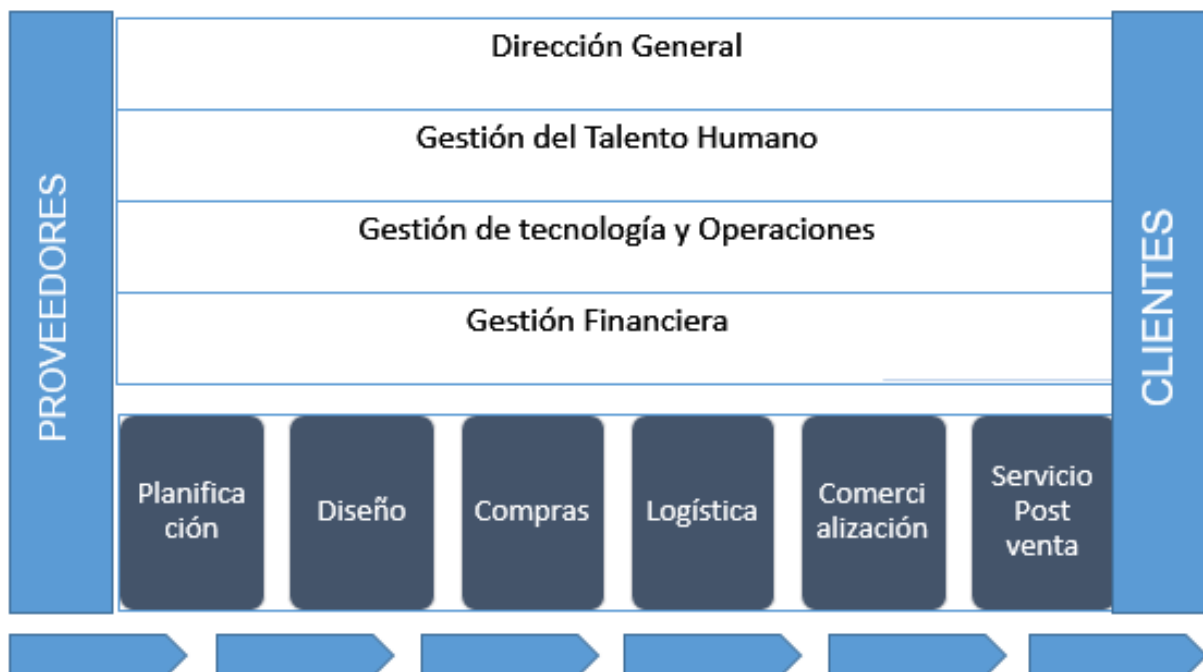 PROVEEDORES
Dirección General
Gestión del Talento Humano
Gestión de tecnología y Operaciones
Gestión Financiera
Planifica
ción
Diseño
Compras
Logística
Comerci
alización
Servicio
Post
venta
CLIENTES